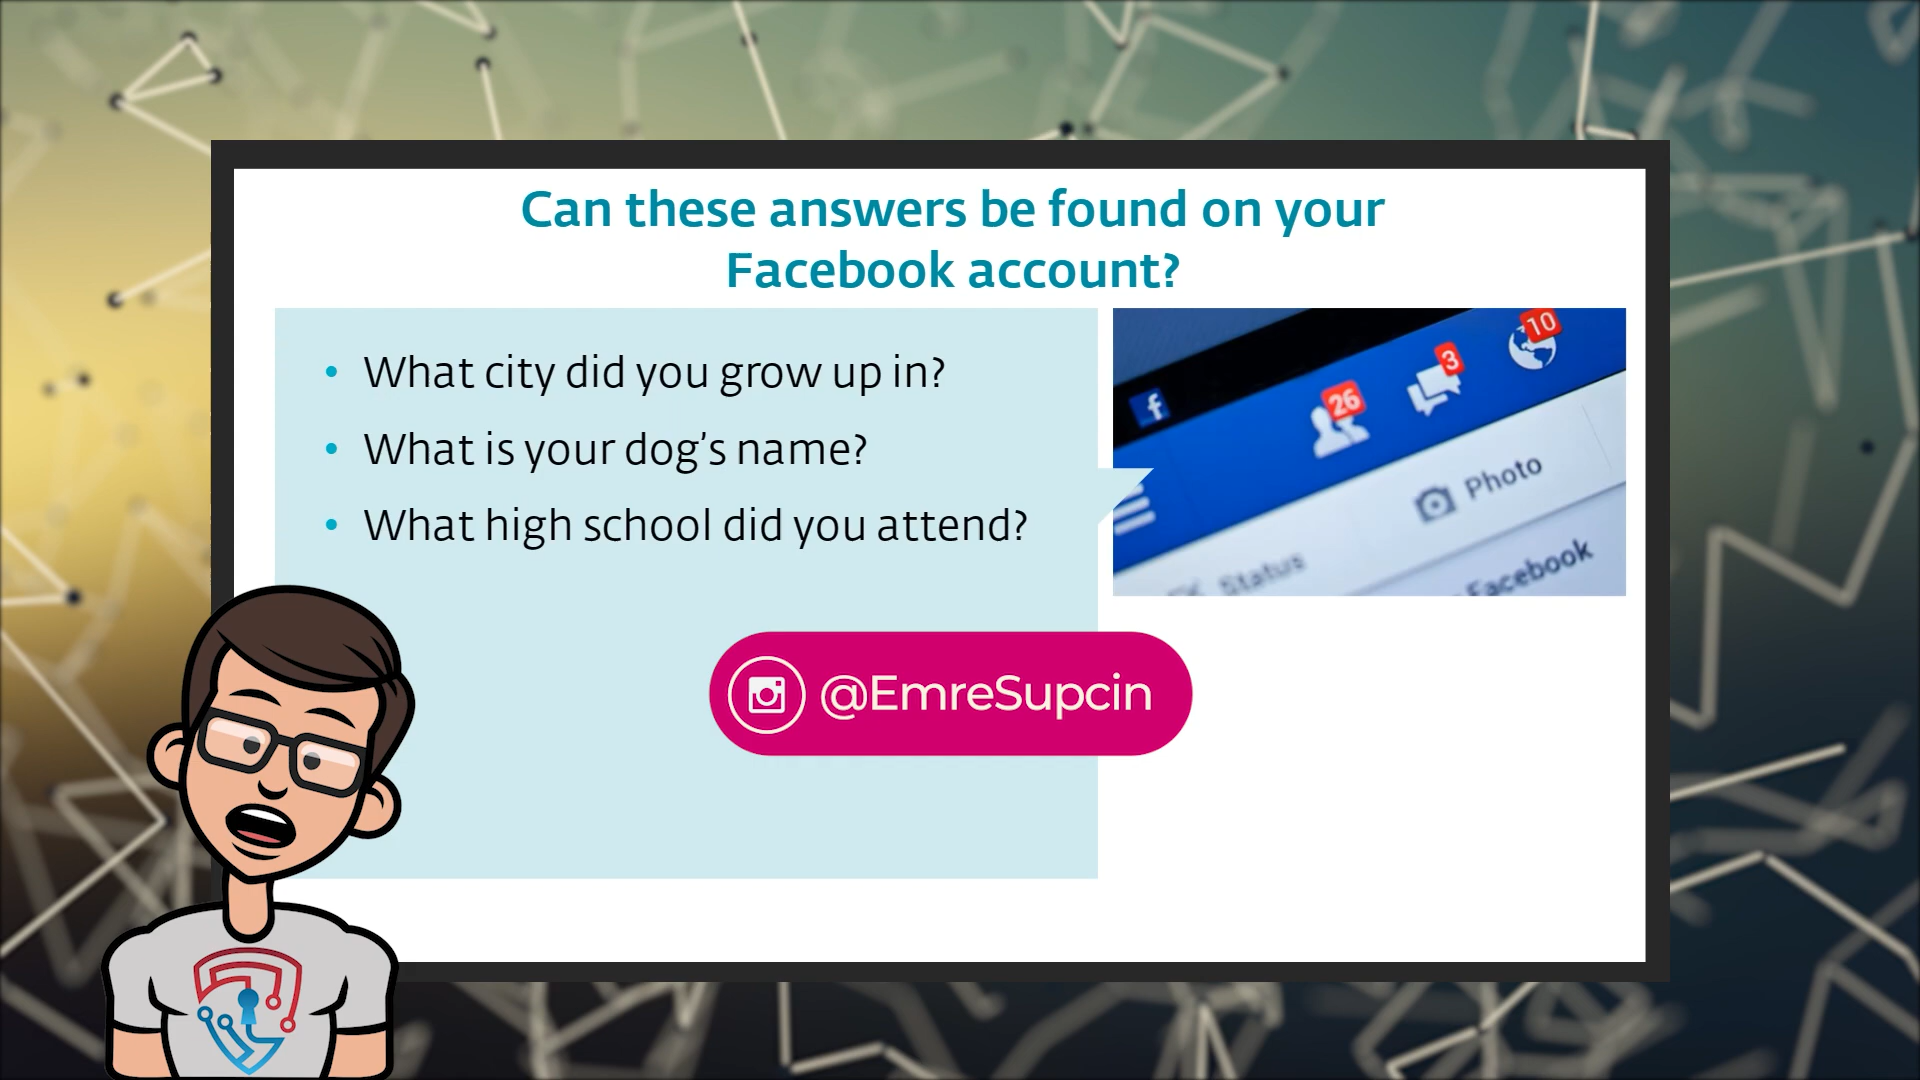 Can these answers be found on your
Facebook account?
• What city did you grow up in?
• What is your dog's name?
• What high school did you attend?
f
26
3
10
Photo
Status
Facebook
@EmreSupcin